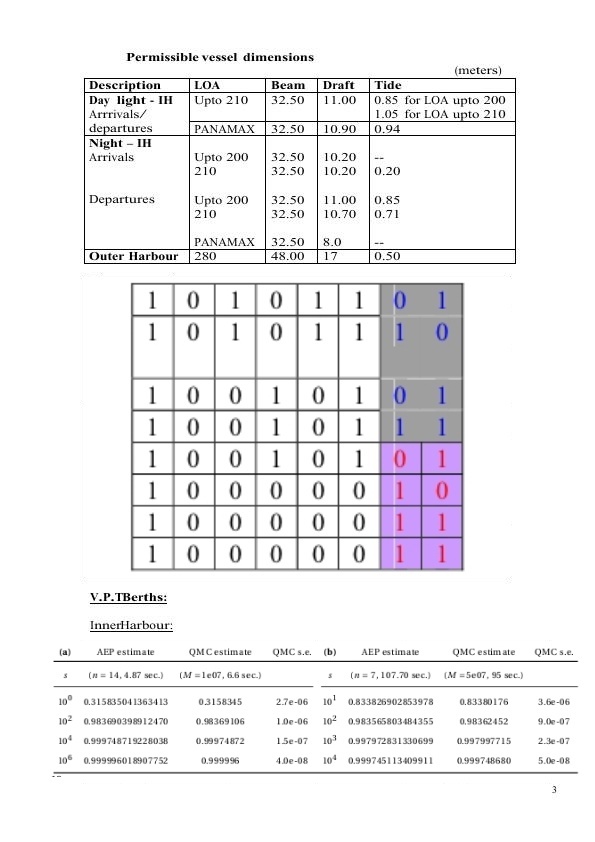 Permissible vessel dimensions
(meters)
Description LOA Beam Draft Tide
Day light - IH Upto 210 32.50 11.00 0.85 for LOA upto 200
Arrrivals/ 1.05 for LOA upto 210
departures PANAMAX 32.50 10.90 0.94
Night – IH
Arrivals Upto 200 32.50 10.20 --
210 32.50 10.20 0.20
Departures Upto 200 32.50 11.00 0.85
210 32.50 10.70 0.71
PANAMAX 32.50 8.0 --
Outer Harbour 280 48.00 17 0.50
1 0 1 0 1 1 0 1
1 0 1 0 1 1 1 0
1 0 0 1 0 1 0 1
1 0 0 1 0 1 1 1
1 0 0 1 0 1 0 1
1 0 0 0 0 0 1 0
1 0 0 0 0 0 1 1
1 0 0 0 0 0 1 1
V.P.TBerths:
InnerHarbour:
(a) AEP estimate QMC estimate QMC s.e. (b) AEP estimate QMC estimate QMC s.e.
s (n = 14, 4.87 sec.) (M = 1e07, 6.6 sec.) s (n = 7, 107.70 sec.) (M = 5e07, 95 sec.)
10^0 0.315835041363413 0.3158345 2.7e-06 10^1 0.833826902853978 0.83380176 3.6e-06
10^2 0.983690398912470 0.98369106 1.0e-06 10^2 0.983565803484355 0.98362452 9.0e-07
10^4 0.999748719228038 0.99974872 1.5e-07 10^3 0.997972831330699 0.997997715 2.3e-07
10^6 0.999996018907752 0.999996 4.0e-08 10^4 0.999745113409911 0.999748680 5.0e-08
3